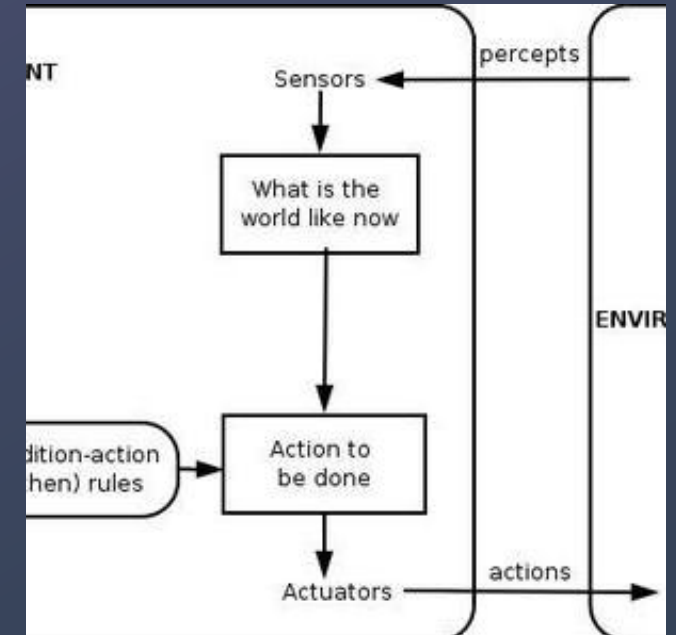 percepts
NT
Sensors
What is the
world like now
ENVIR
dition-action
hen) rules
Action to
be done
actions
Actuators